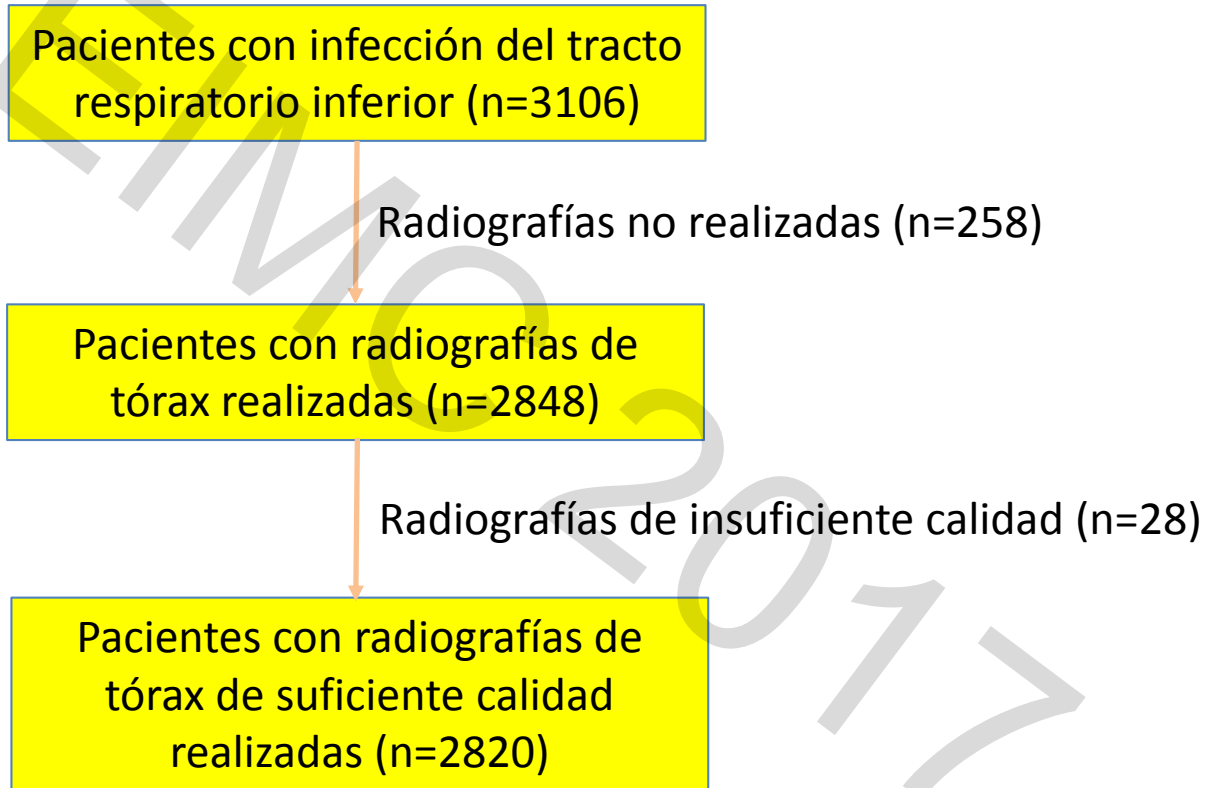 Pacientes con infección del tracto
respiratorio inferior (n=3106)
Radiografías no realizadas (n=258)
Pacientes con radiografías de
tórax realizadas (n=2848)
Radiografías de insuficiente calidad (n=28)
Pacientes con radiografías de
tórax de suficiente calidad
realizadas (n=2820)
EIMC 2017